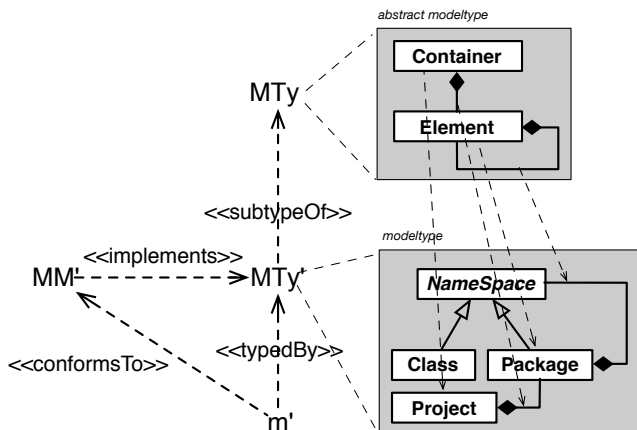 abstract modeltype
Container
MTy
Element
<<subtypeOf>>
modeltype
<<implements>>
MM'
MTy'
NameSpace
<<conformsTo>>
<<typedBy>>
Class
Package
Project
m'